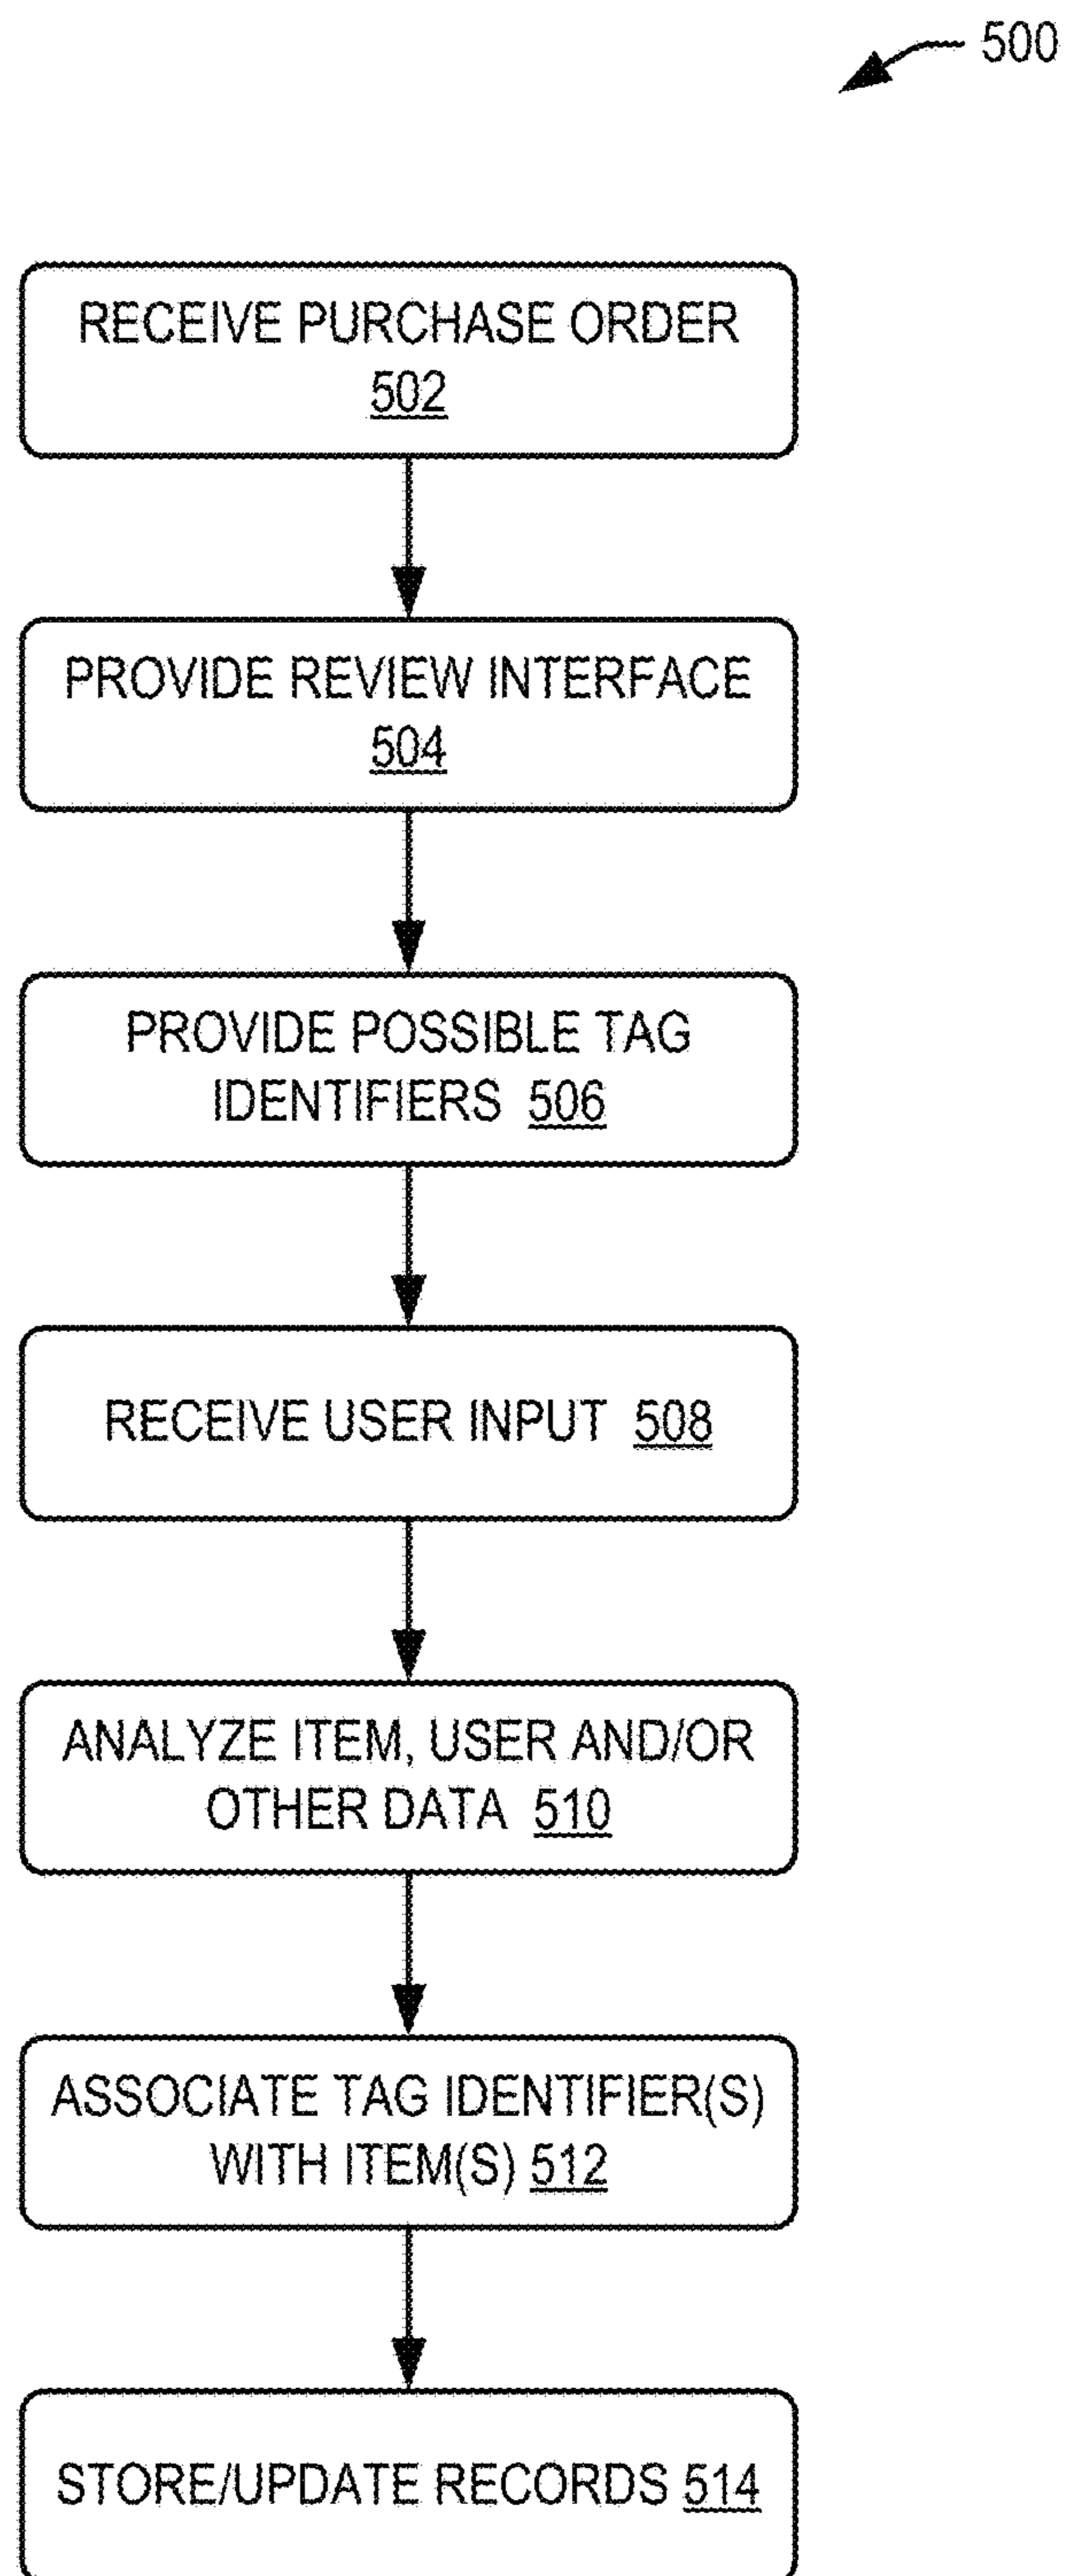 500
RECEIVE PURCHASE ORDER
502
PROVIDE REVIEW INTERFACE
504
PROVIDE POSSIBLE TAG
IDENTIFIERS 506
RECEIVE USER INPUT 508
ANALYZE ITEM, USER AND/OR
OTHER DATA 510
ASSOCIATE TAG IDENTIFIER(S)
WITH ITEM(S) 512
STORE/UPDATE RECORDS 514